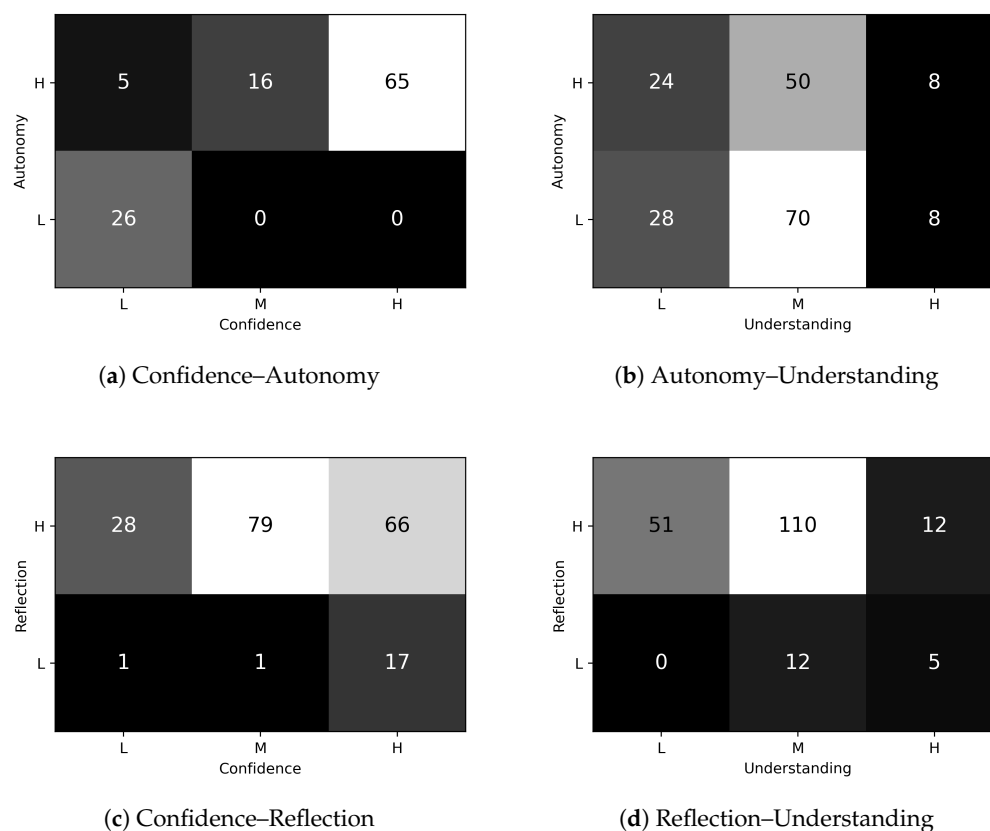 H 5 16 65
Autonomy
L 26 0 0
L M H
Confidence
(a) Confidence–Autonomy
H 24 50 8
Autonomy
L 28 70 8
L M H
Understanding
(b) Autonomy–Understanding
H 28 79 66
Reflection
L 1 1 17
L M H
Confidence
(c) Confidence–Reflection
H 51 110 12
Reflection
L 0 12 5
L M H
Understanding
(d) Reflection–Understanding